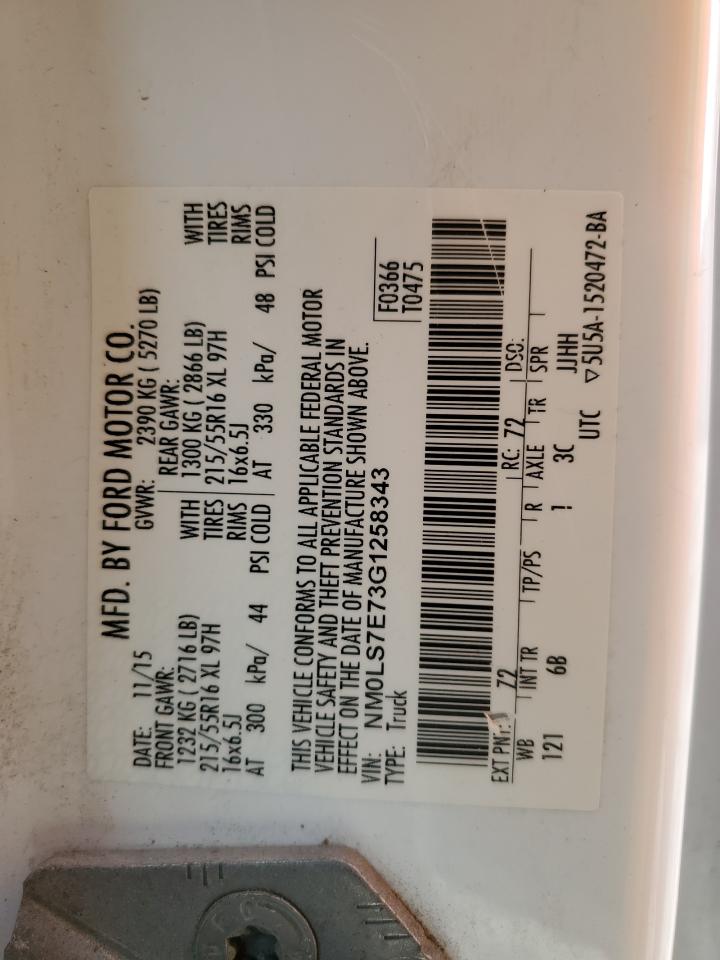 MFD. BY FORD MOTOR CO.
DATE: 11/15 GVWR: 2390 KG ( 5270 LB)
FRONT GAWR: REAR GAWR:
1232 KG ( 2716 LB) WITH 1300 KG ( 2866 LB) WITH
215/55R16 XL 97H TIRES 215/55R16 XL 97H TIRES
16x6.5J RIMS 16x6.5J RIMS
AT 300 kPa/ 44 PSI COLD AT 330 kPa/ 48 PSI COLD
THIS VEHICLE CONFORMS TO ALL APPLICABLE FEDERAL MOTOR
VEHICLE SAFETY AND THEFT PREVENTION STANDARDS IN
EFFECT ON THE DATE OF MANUFACTURE SHOWN ABOVE.
VIN: NM0LS7E73G1258343
TYPE: Truck
F0366
T0475
EXT PNT: Z2 RC: 72 DSO:
WB INT TR TP/PS R AXLE TR SPR
121 6B 1 3C JJHH
UTC ▽5U5A-1520472-BA